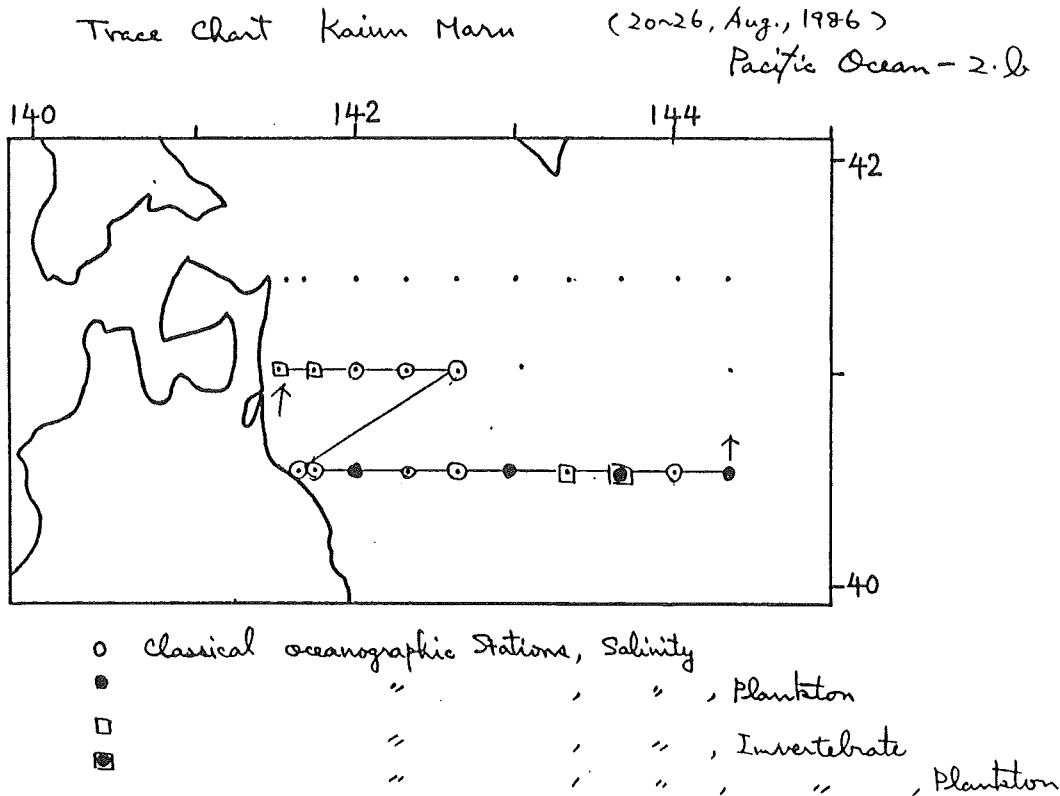 Trace Chart Kaiun Maru (20~26, Aug., 1986)
Pacific Ocean - 2.b
140 142 144
42
40
o Classical oceanographic Stations, Salinity
● 〃 , 〃 , Plankton
□ 〃 , 〃 , Imvertebrate
▣ 〃 , 〃 , 〃 , Plankton